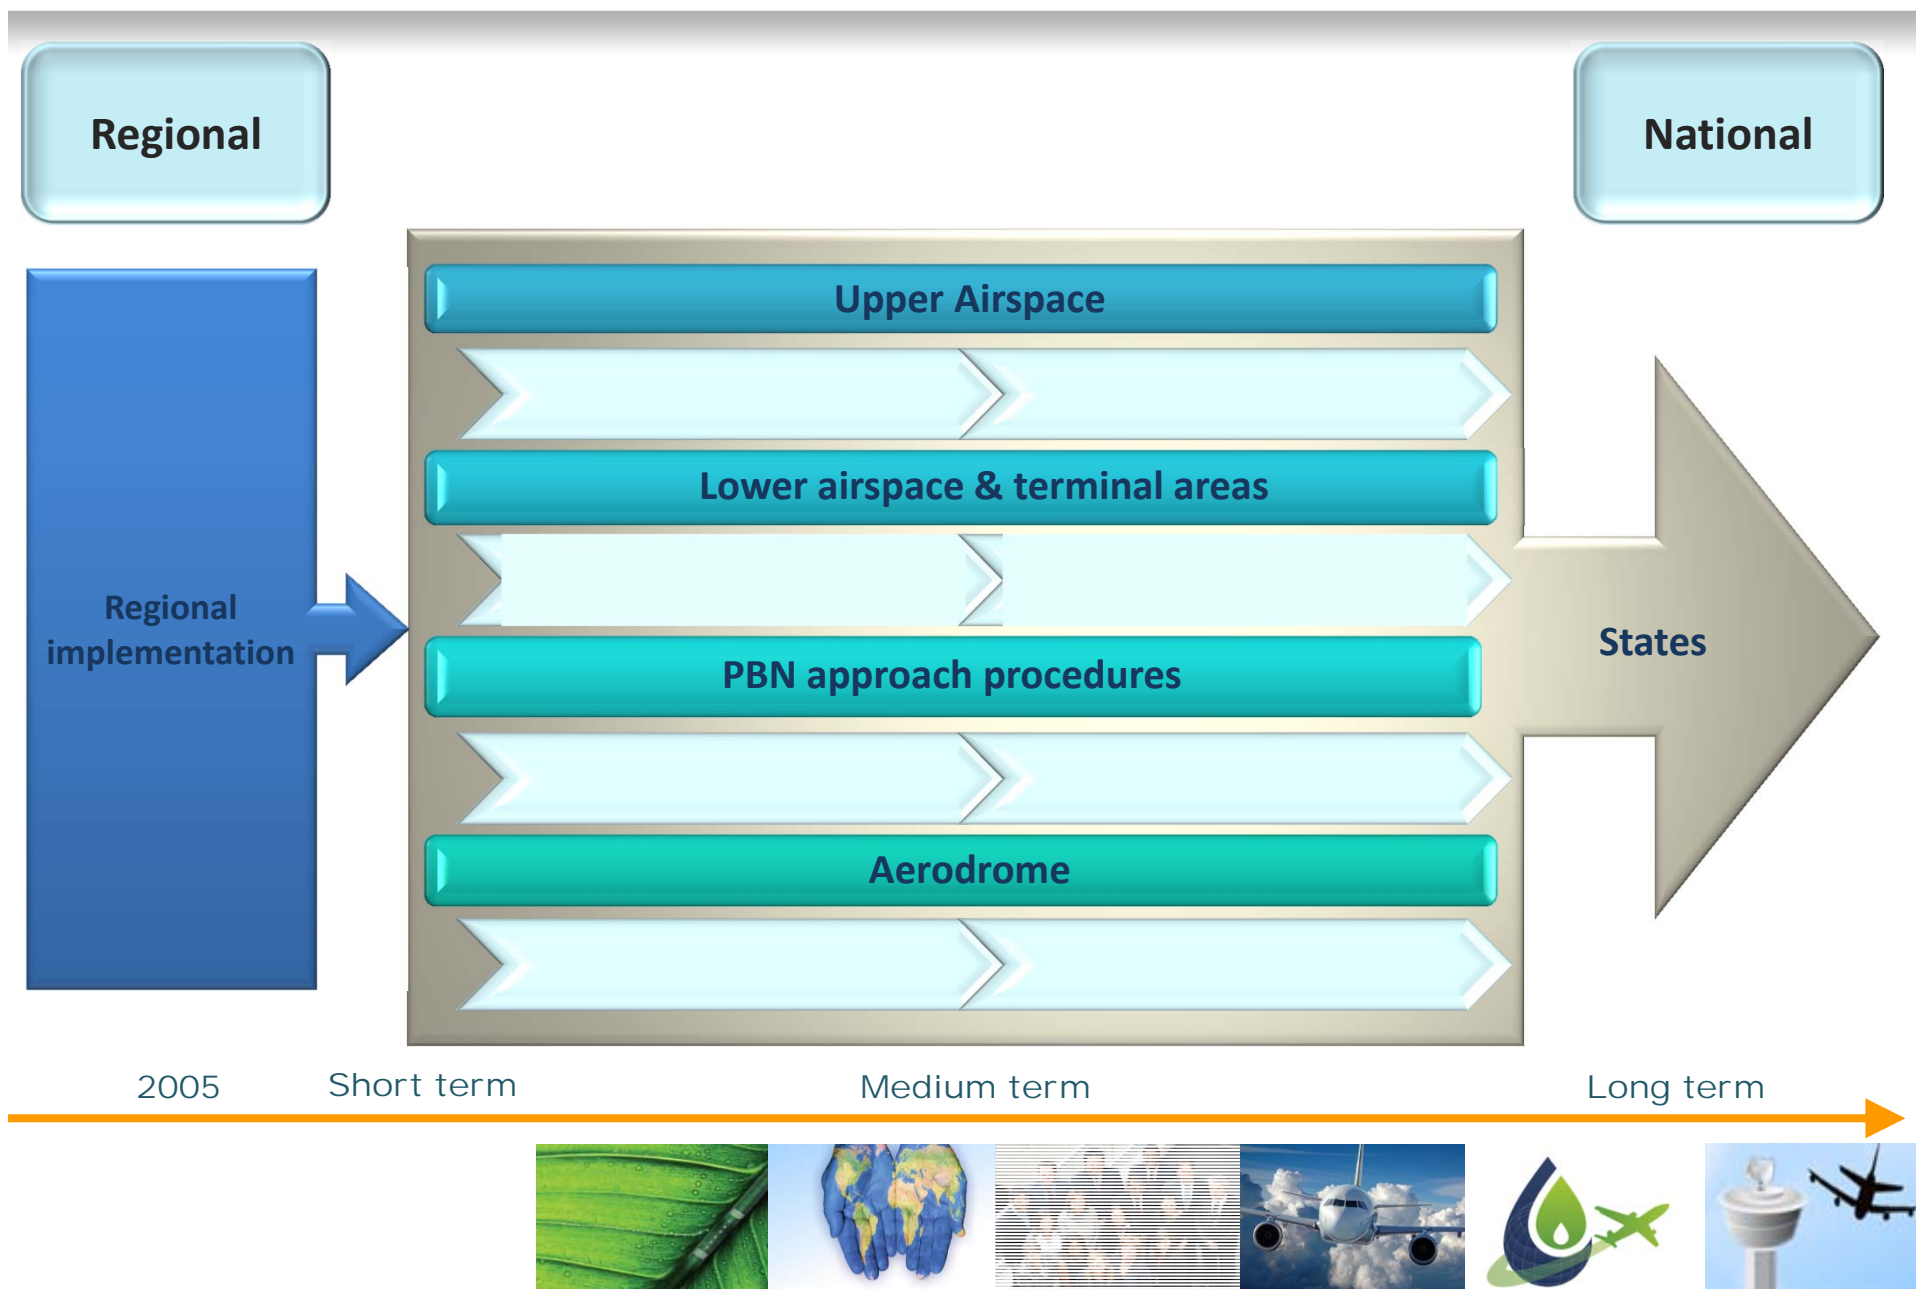 Regional
National
Upper Airspace
Lower airspace & terminal areas
Regional
implementation
States
PBN approach procedures
Aerodrome
2005
Short term
Medium term
Long term